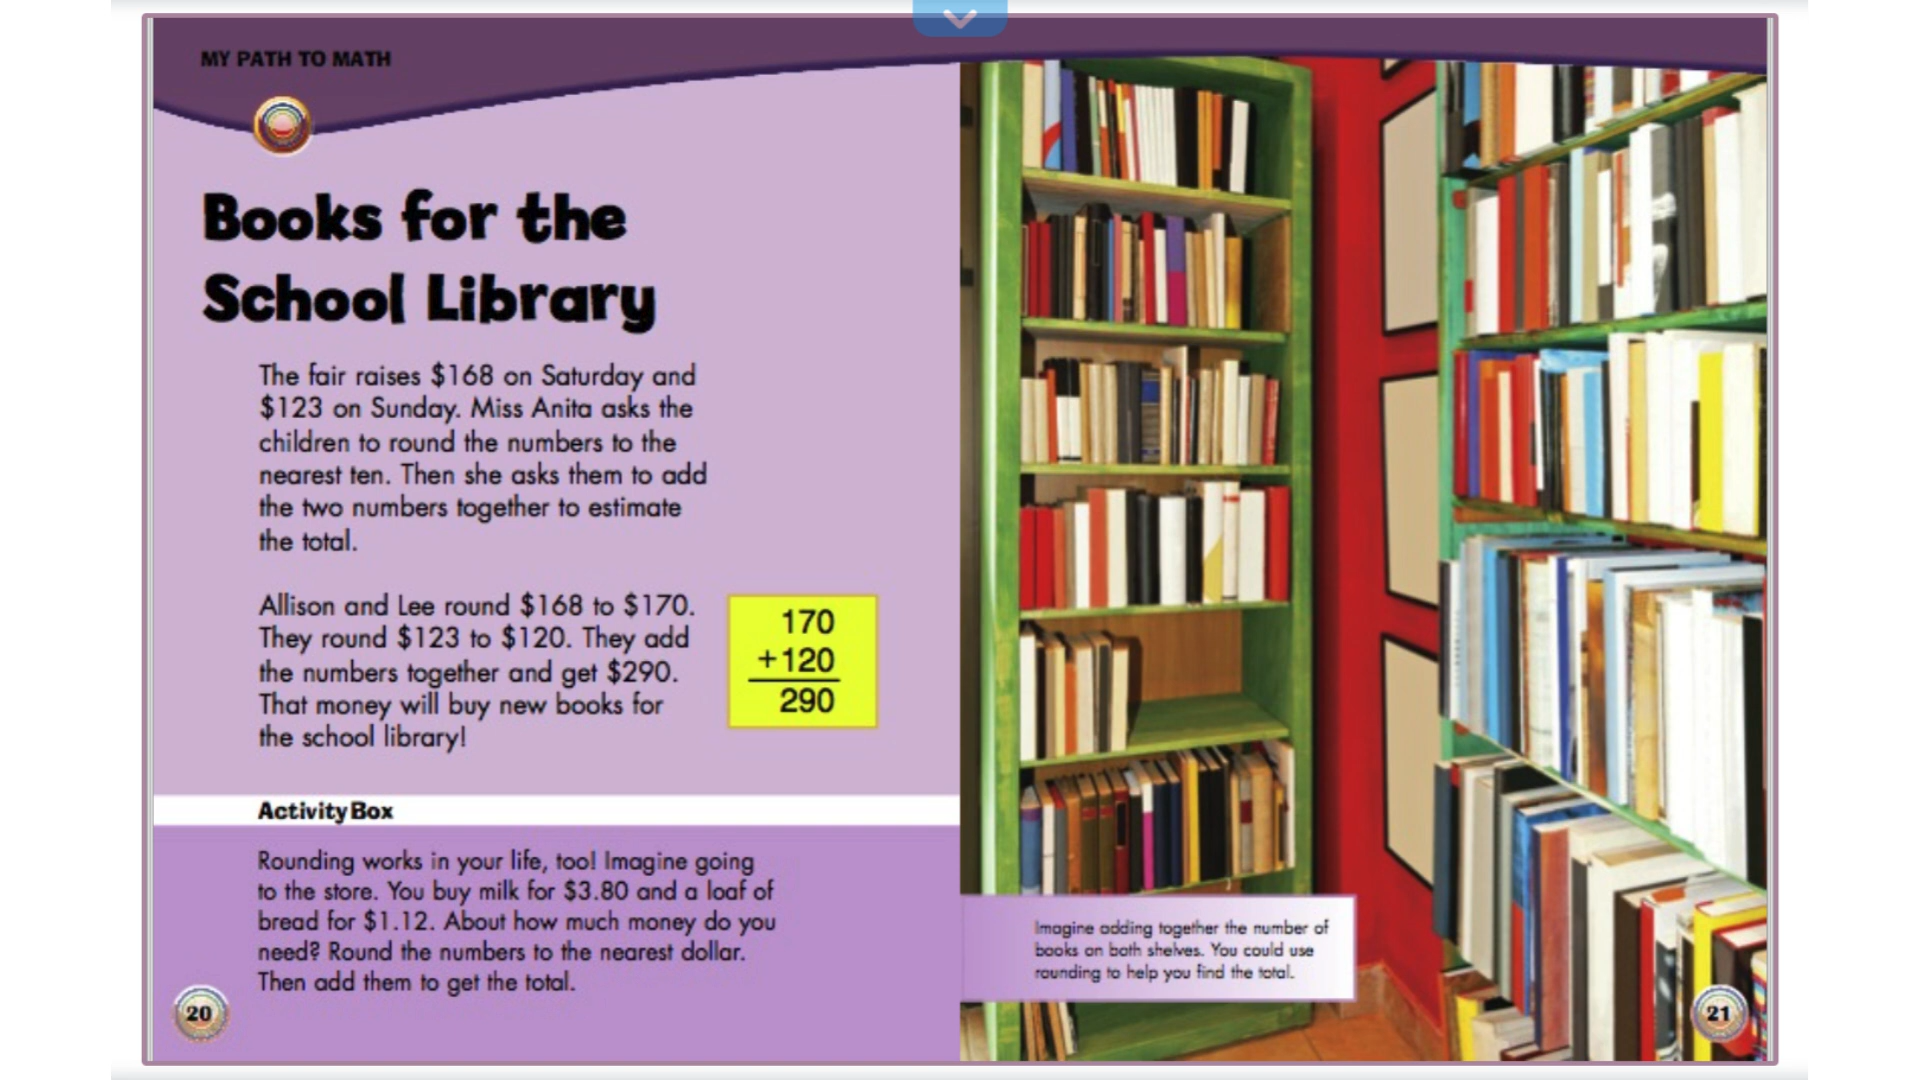 MY PATH TO MATH
Books for the
School Library
The fair raises $168 on Saturday and
$123 on Sunday. Miss Anita asks the
children to round the numbers to the
nearest ten. Then she asks them to add
the two numbers together to estimate
the total.
Allison and Lee round $168 to $170.
They round $123 to $120. They add
the numbers together and get $290.
That money will buy new books for
the school library!
170
+120
290
Activity Box
Rounding works in your life, too! Imagine going
to the store. You buy milk for $3.80 and a loaf of
bread for $1.12. About how much money do you
need? Round the numbers to the nearest dollar.
Then add them to get the total.
20
Imagine adding together the number of
books on both shelves. You could use
rounding to help you find the total.
21